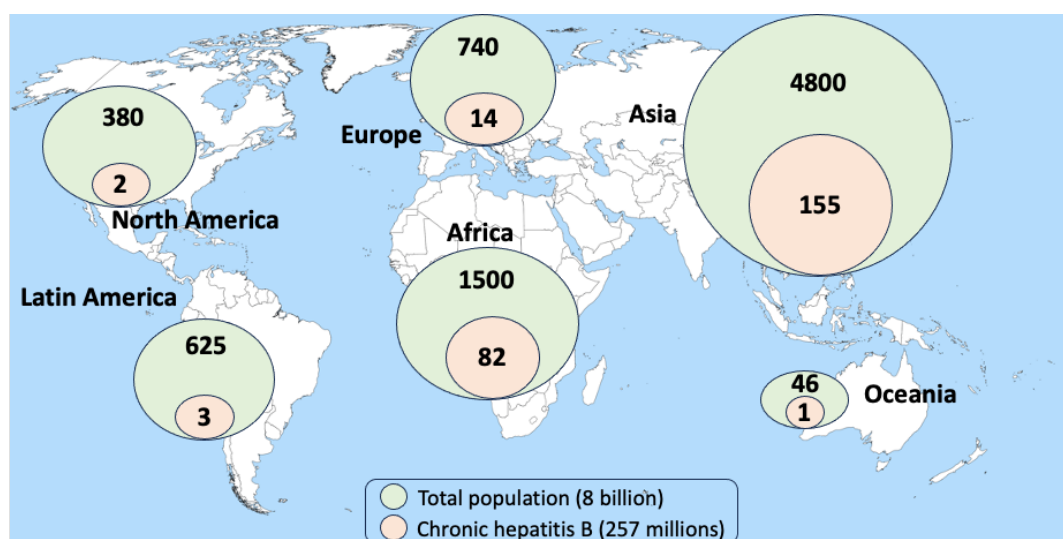 740
4800
380
14
Asia
Europe
2
155
North America
Africa
1500
Latin America
625
82
46
Oceania
3
1
Total population (8 billion)
Chronic hepatitis B (257 millions)